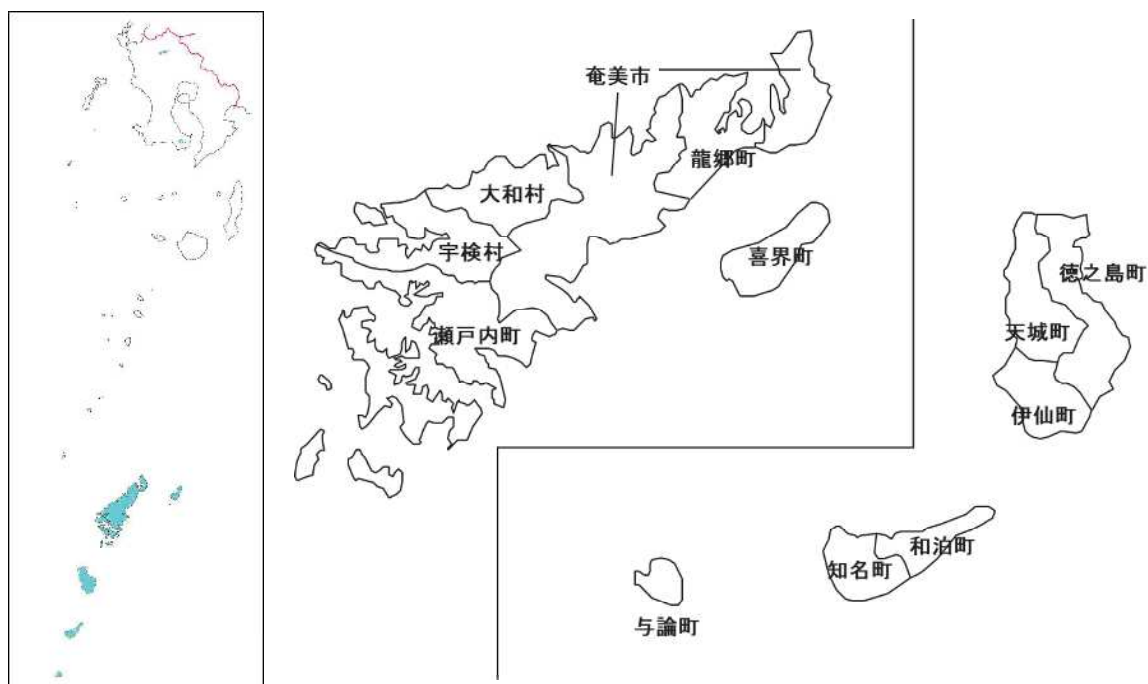 奄美市
龍郷町
大和村
宇検村
喜界町
瀬戸内町
徳之島町
天城町
伊仙町
和泊町
知名町
与論町